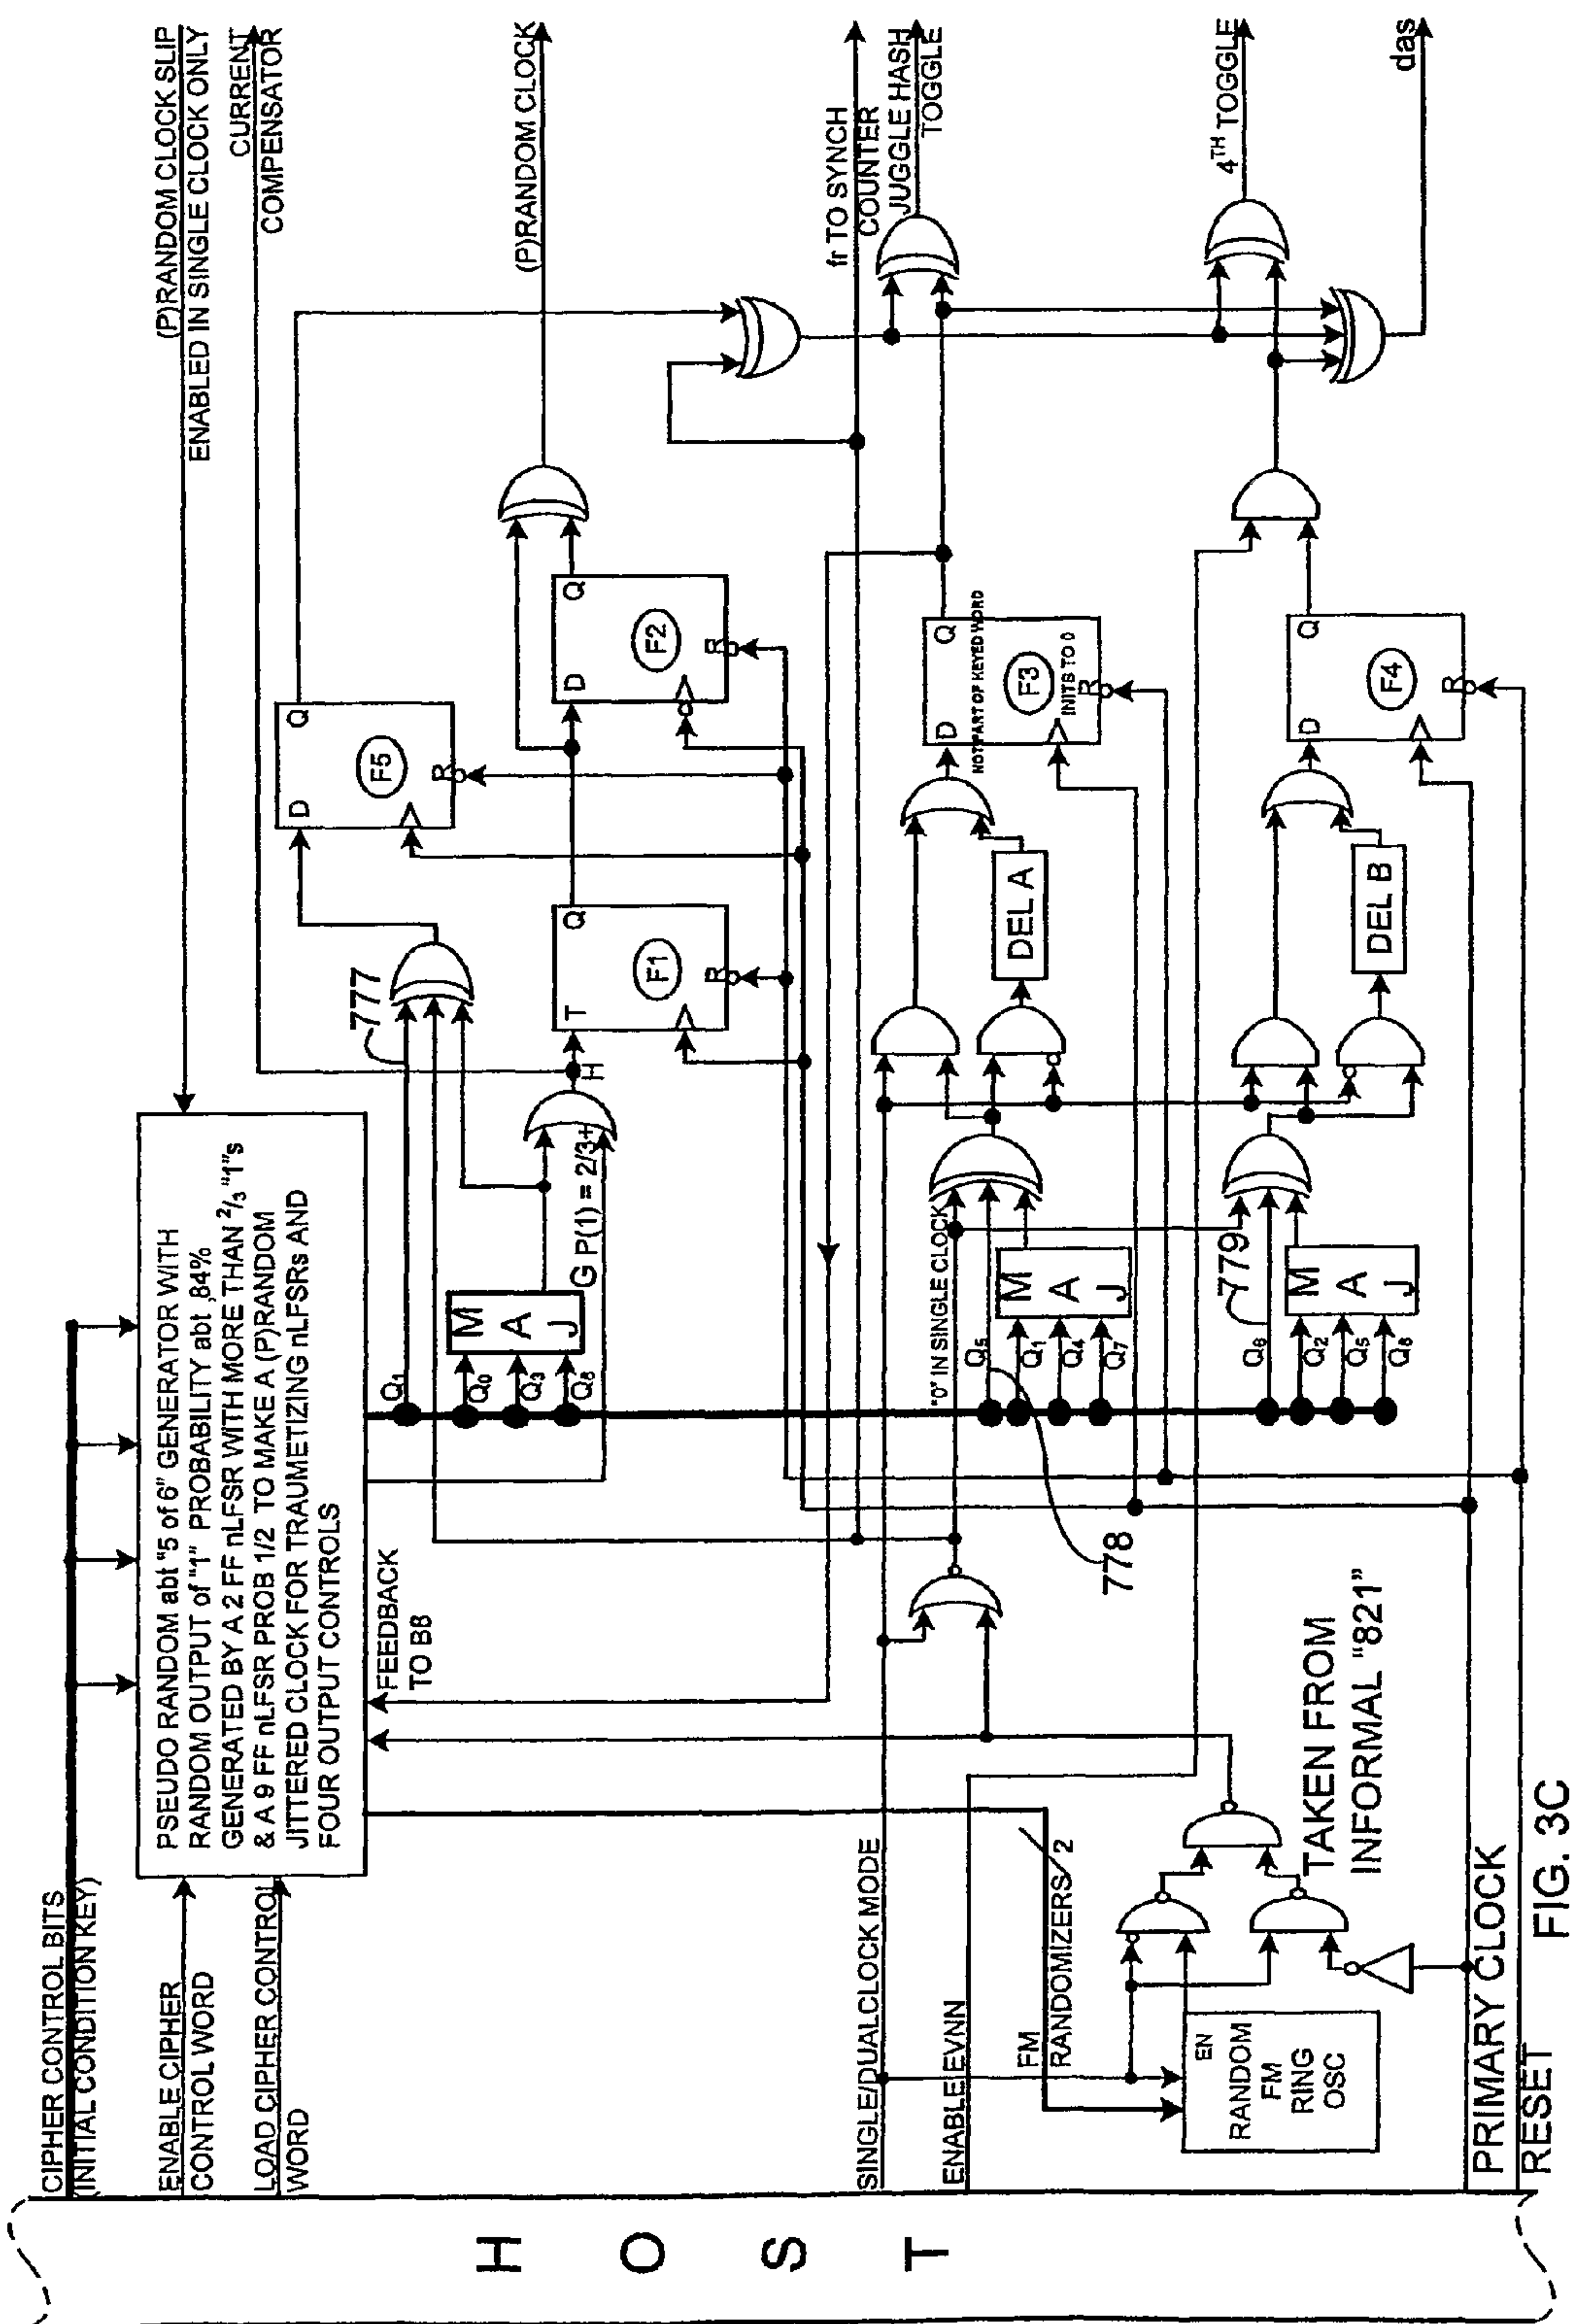 CIPHER CONTROL BITS
(INITIAL CONDITION KEY)
ENABLE CIPHER
CONTROL WORD
LOAD CIPHER CONTROL
WORD
PSEUDO RANDOM abt "5 of 6" GENERATOR WITH
RANDOM OUTPUT of "1" PROBABILITY abt ,84%
GENERATED BY A 2 FF nLFSR WITH MORE THAN 2/3 "1"s
& A 9 FF nLFSR PROB 1/2 TO MAKE A (P)RANDOM
JITTERED CLOCK FOR TRAUMETIZING nLFSRs AND
FOUR OUTPUT CONTROLS
(P)RANDOM CLOCK SLIP
ENABLED IN SINGLE CLOCK ONLY
CURRENT
COMPENSATOR
777
Q1
Q0
Q3
Q8
M
A
J
G P(1) = 2/3+
H
T
Q
F1
R
D
Q
F5
R
D
Q
F2
R
(P)RANDOM CLOCK
FEEDBACK
TO B8
SINGLE/DUALCLOCK MODE
ENABLE EVNN
FM
RANDOMIZERS
2
fr TO SYNCH
COUNTER
"0" IN SINGLE CLOCK
Q5
Q1
Q4
Q7
778
M
A
J
DEL A
D
Q
NOT PART OF KEYED WORD
F3
INITS TO 0
R
JUGGLE HASH
TOGGLE
779
Q6
Q2
Q5
Q8
M
A
J
DEL B
D
Q
F4
R
4TH TOGGLE
das
EN
RANDOM
FM
RING
OSC
TAKEN FROM
INFORMAL "821"
PRIMARY CLOCK
RESET
HOST
FIG. 3C